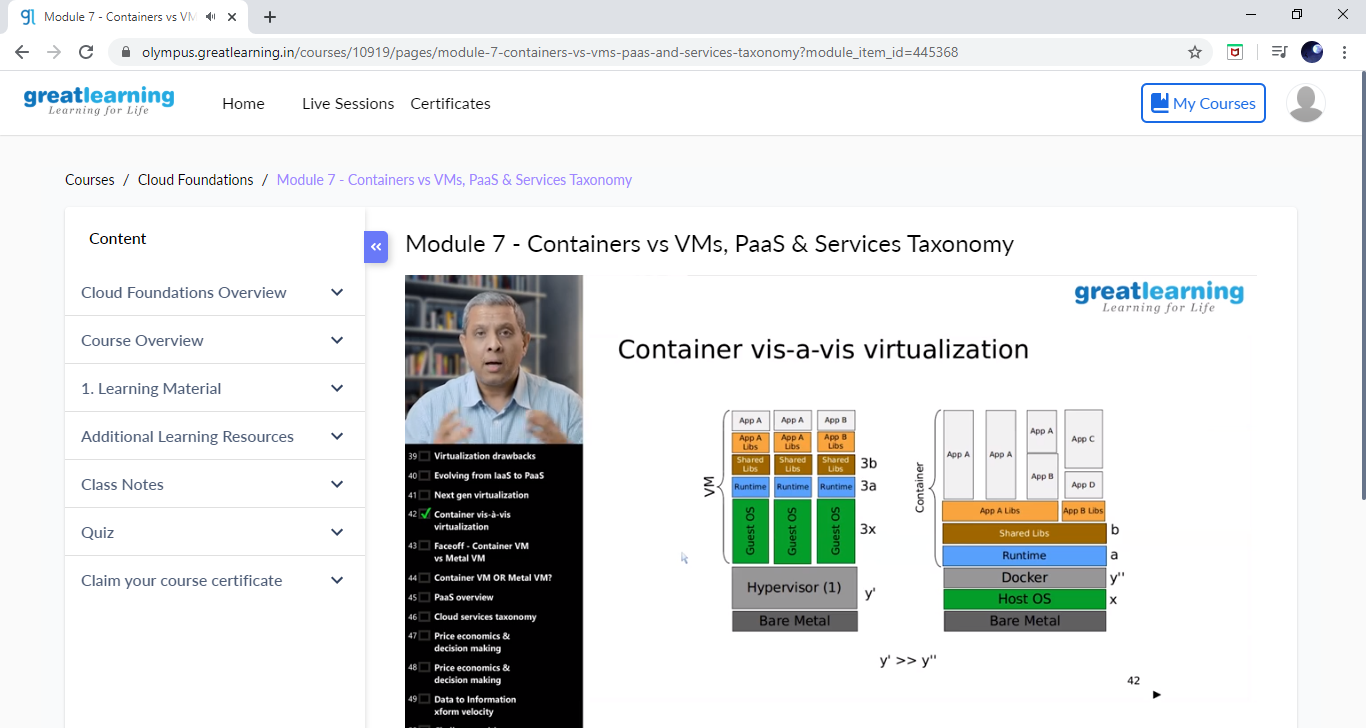 gl Module 7 - Containers vs VM
olympus.greatlearning.in/courses/10919/pages/module-7-containers-vs-vms-paas-and-services-taxonomy?module_item_id=445368
greatlearning
Learning for Life
Home Live Sessions Certificates
My Courses
Courses / Cloud Foundations / Module 7 - Containers vs VMs, PaaS & Services Taxonomy
Content
Cloud Foundations Overview
Course Overview
1. Learning Material
Additional Learning Resources
Class Notes
Quiz
Claim your course certificate
Module 7 - Containers vs VMs, PaaS & Services Taxonomy
39 Virtualization drawbacks
40 Evolving from IaaS to PaaS
41 Next gen virtualization
42 Container vis-à-vis
virtualization
43 Faceoff - Container VM
vs Metal VM
44 Container VM OR Metal VM?
45 PaaS overview
46 Cloud services taxonomy
47 Price economics &
decision making
48 Price economics &
decision making
49 Data to Information
xform velocity
greatlearning
Learning for Life
Container vis-a-vis virtualization
VM
App A App A App B
App A Libs App A Libs App B Libs
Shared Libs Shared Libs Shared Libs 3b
Runtime Runtime Runtime 3a
Guest OS Guest OS Guest OS 3x
Hypervisor (1) y'
Bare Metal
Container
App A App A App A App C
App B App D
App A Libs App B Libs
Shared Libs b
Runtime a
Docker y''
Host OS x
Bare Metal
y' >> y''
42